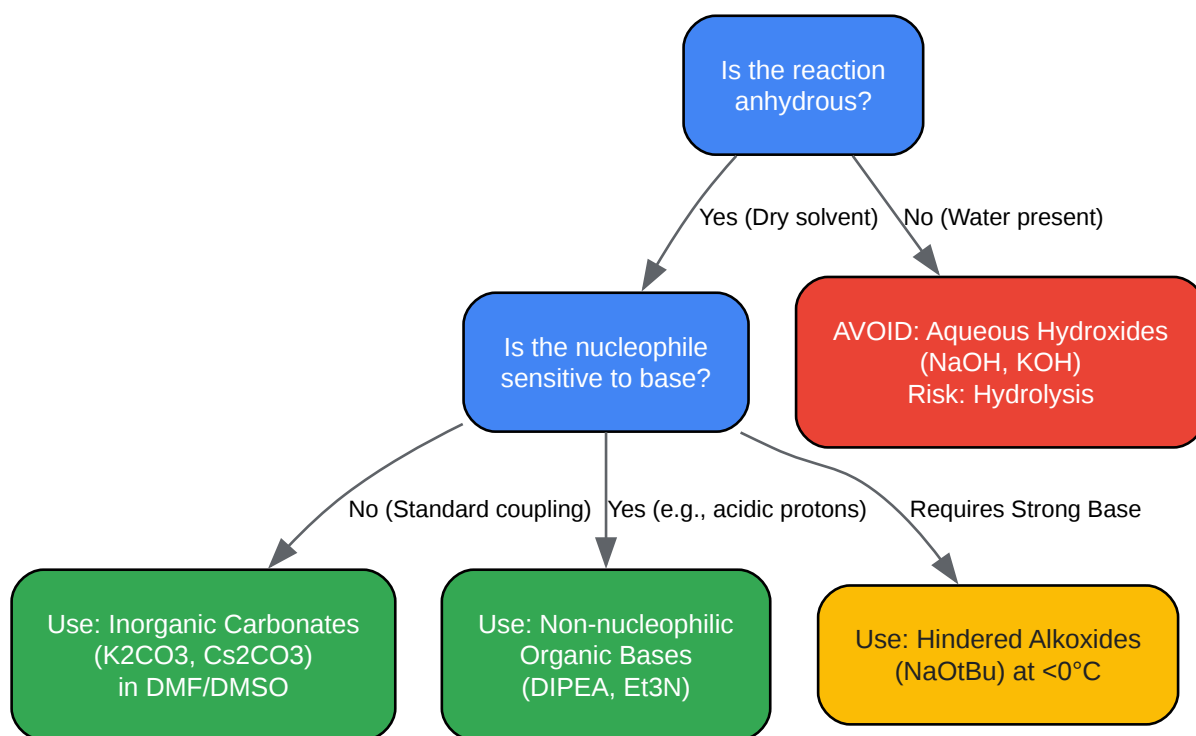 Is the reaction
anhydrous?
Yes (Dry solvent)
No (Water present)
Is the nucleophile
sensitive to base?
AVOID: Aqueous Hydroxides
(NaOH, KOH)
Risk: Hydrolysis
No (Standard coupling)
Yes (e.g., acidic protons)
Requires Strong Base
Use: Inorganic Carbonates
(K2CO3, Cs2CO3)
in DMF/DMSO
Use: Non-nucleophilic
Organic Bases
(DIPEA, Et3N)
Use: Hindered Alkoxides
(NaOtBu) at <0°C